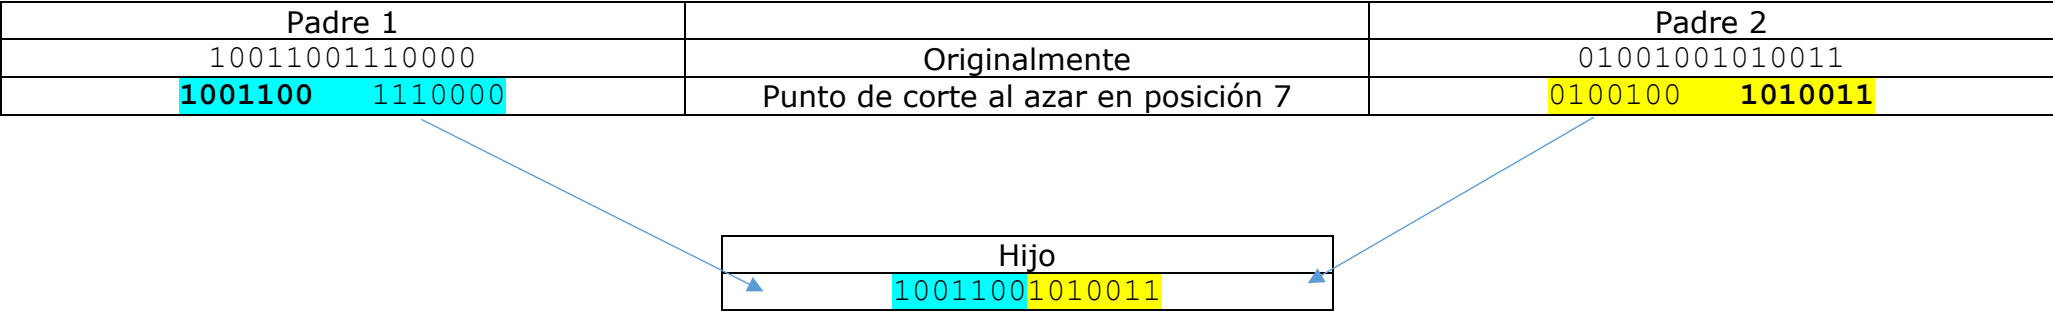 Padre 1 Padre 2
10011001110000 Originalmente 01001001010011
1001100 1110000 Punto de corte al azar en posición 7 0100100 1010011
Hijo
10011001010011